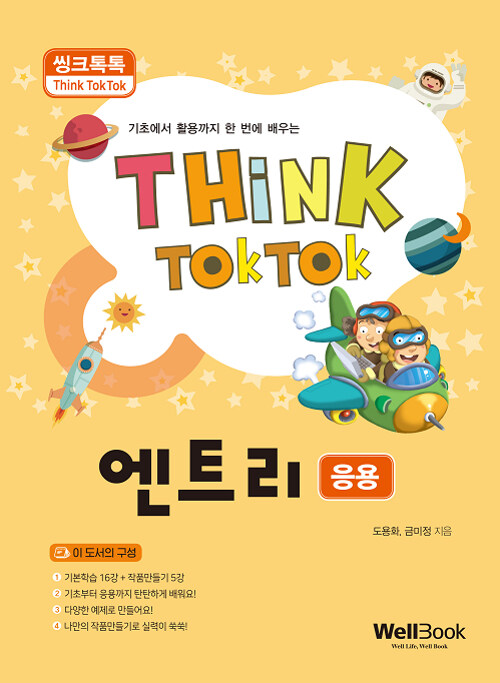 씽크톡톡
Think TokTok
기초에서 활용까지 한 번에 배우는
THiNK
TOkTOk
엔트리 응용
도용화, 금미정 지음
이 도서의 구성
1 기본학습 16강 + 작품만들기 5강
2 기초부터 응용까지 탄탄하게 배워요!
3 다양한 예제로 만들어요!
4 나만의 작품만들기로 실력이 쑥쑥!
WellBook
Well Life, Well Book